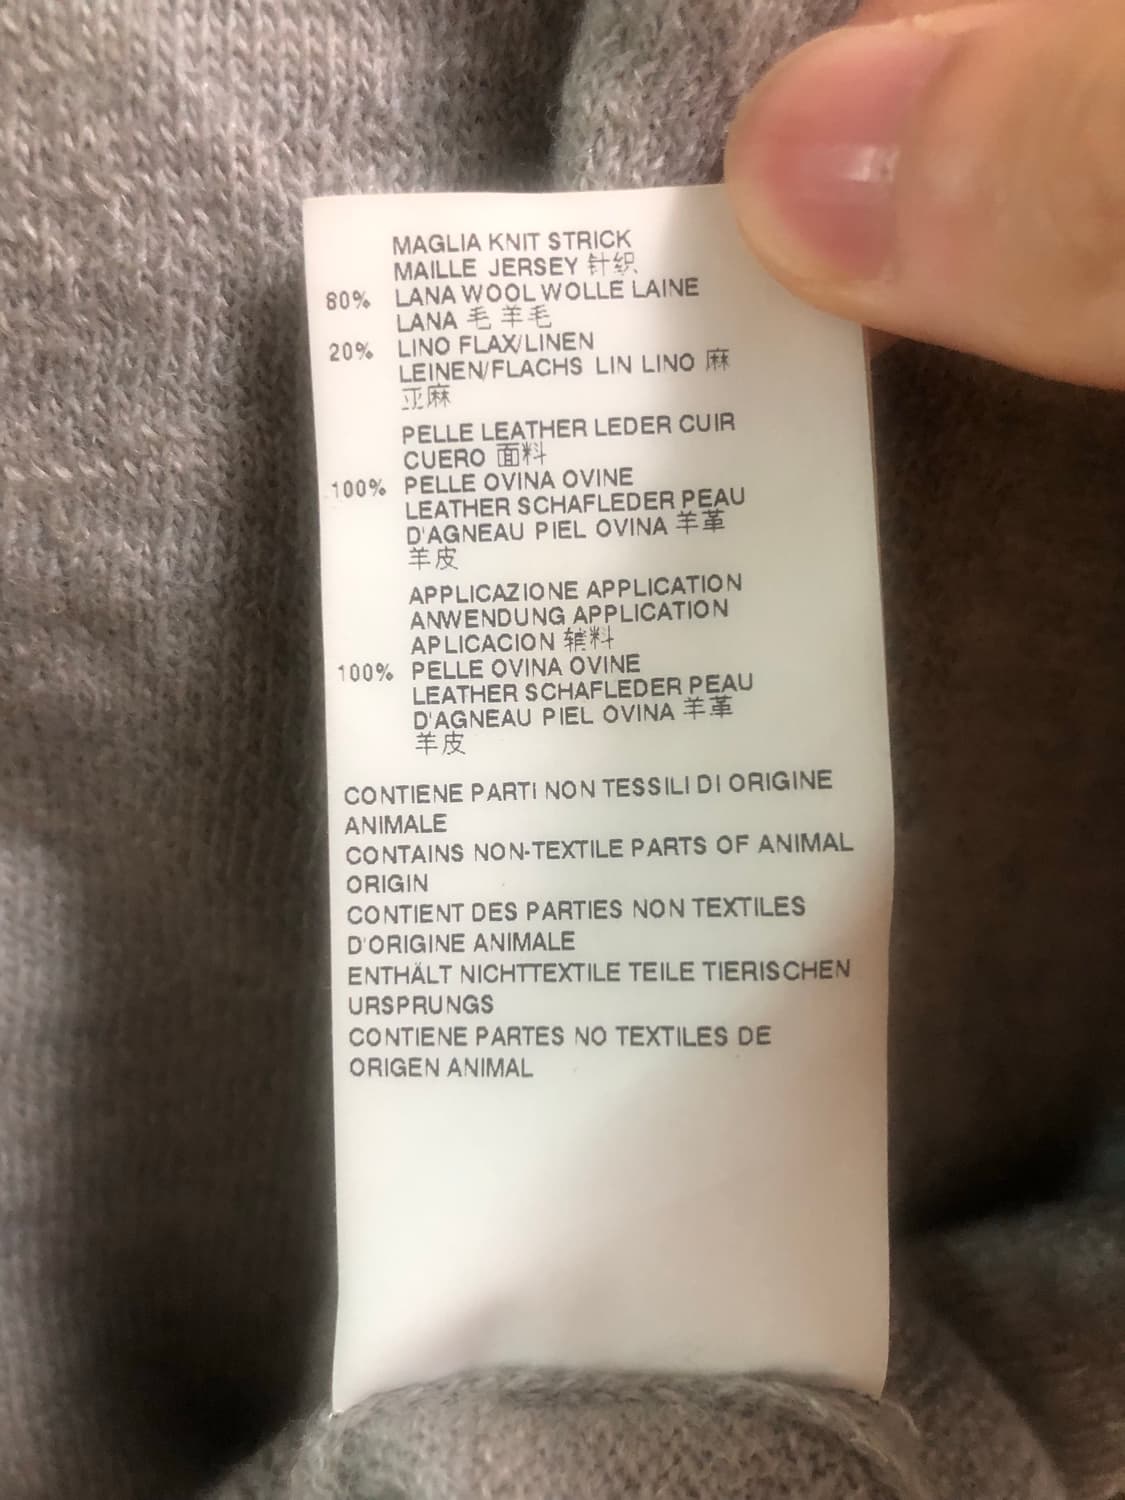 MAGLIA KNIT STRICK
MAILLE JERSEY 针织
80% LANA WOOL WOLLE LAINE
LANA 毛 羊毛
20% LINO FLAX/LINEN
LEINEN/FLACHS LIN LINO 麻
亚麻
PELLE LEATHER LEDER CUIR
CUERO 面料
100% PELLE OVINA OVINE
LEATHER SCHAFLEDER PEAU
D'AGNEAU PIEL OVINA 羊革
羊皮
APPLICAZIONE APPLICATION
ANWENDUNG APPLICATION
APLICACION 辅料
100% PELLE OVINA OVINE
LEATHER SCHAFLEDER PEAU
D'AGNEAU PIEL OVINA 羊革
羊皮
CONTIENE PARTI NON TESSILI DI ORIGINE
ANIMALE
CONTAINS NON-TEXTILE PARTS OF ANIMAL
ORIGIN
CONTIENT DES PARTIES NON TEXTILES
D'ORIGINE ANIMALE
ENTHÄLT NICHTTEXTILE TEILE TIERISCHEN
URSPRUNGS
CONTIENE PARTES NO TEXTILES DE
ORIGEN ANIMAL